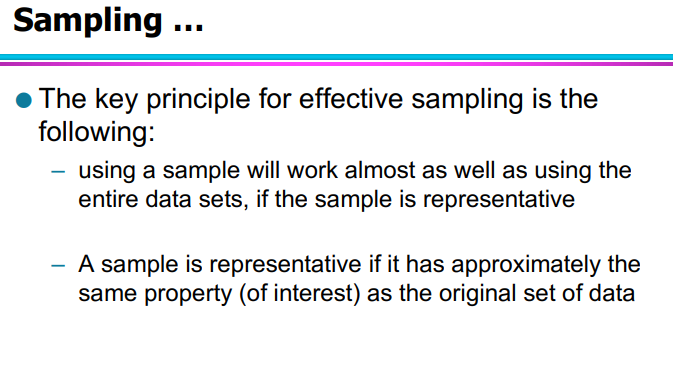 Sampling ...
● The key principle for effective sampling is the
following:
– using a sample will work almost as well as using the
entire data sets, if the sample is representative
– A sample is representative if it has approximately the
same property (of interest) as the original set of data